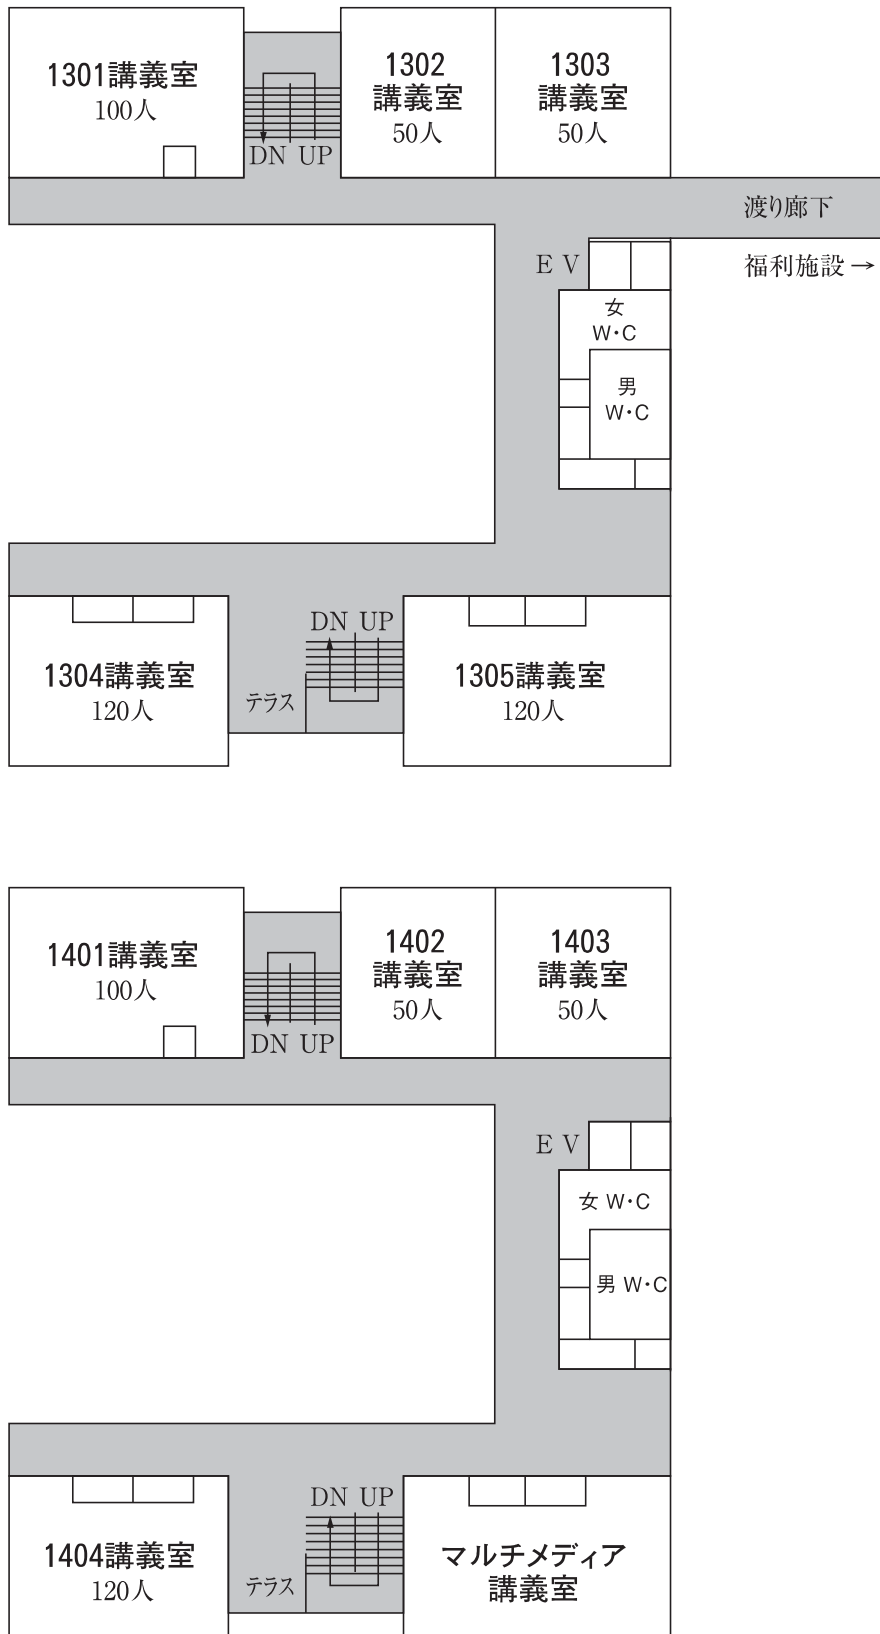 1301講義室
100人
DN UP
1302
講義室
50人
1303
講義室
50人
渡り廊下
福利施設→
E V
女
W・C
男
W・C
DN UP
テラス
1304講義室
120人
1305講義室
120人
1401講義室
100人
DN UP
1402
講義室
50人
1403
講義室
50人
E V
女 W・C
男 W・C
DN UP
テラス
1404講義室
120人
マルチメディア
講義室